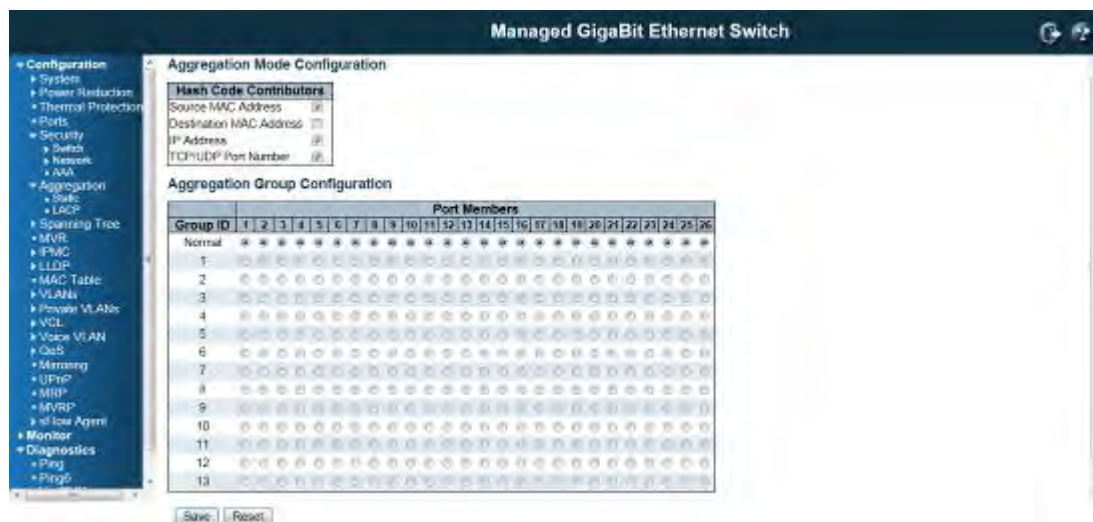 Managed GigaBit Ethernet Switch
Configuration
System
Power Reduction
Thermal Protection
Ports
Security
Switch
Network
AAA
Aggregation
Static
LACP
Spanning Tree
MVR
IPMC
LLDP
MAC Table
VLANs
Private VLANs
VCL
Voice VLAN
QoS
Mirroring
UPnP
MRP
MVRP
sFlow Agent
Monitor
Diagnostics
Ping
Ping6
Aggregation Mode Configuration
Hash Code Contributors
Source MAC Address
Destination MAC Address
IP Address
TCP/UDP Port Number
Aggregation Group Configuration
Port Members
Group ID 1 2 3 4 5 6 7 8 9 10 11 12 13 14 15 16 17 18 19 20 21 22 23 24 25 26
Normal
1
2
3
4
5
6
7
8
9
10
11
12
13
Save Reset